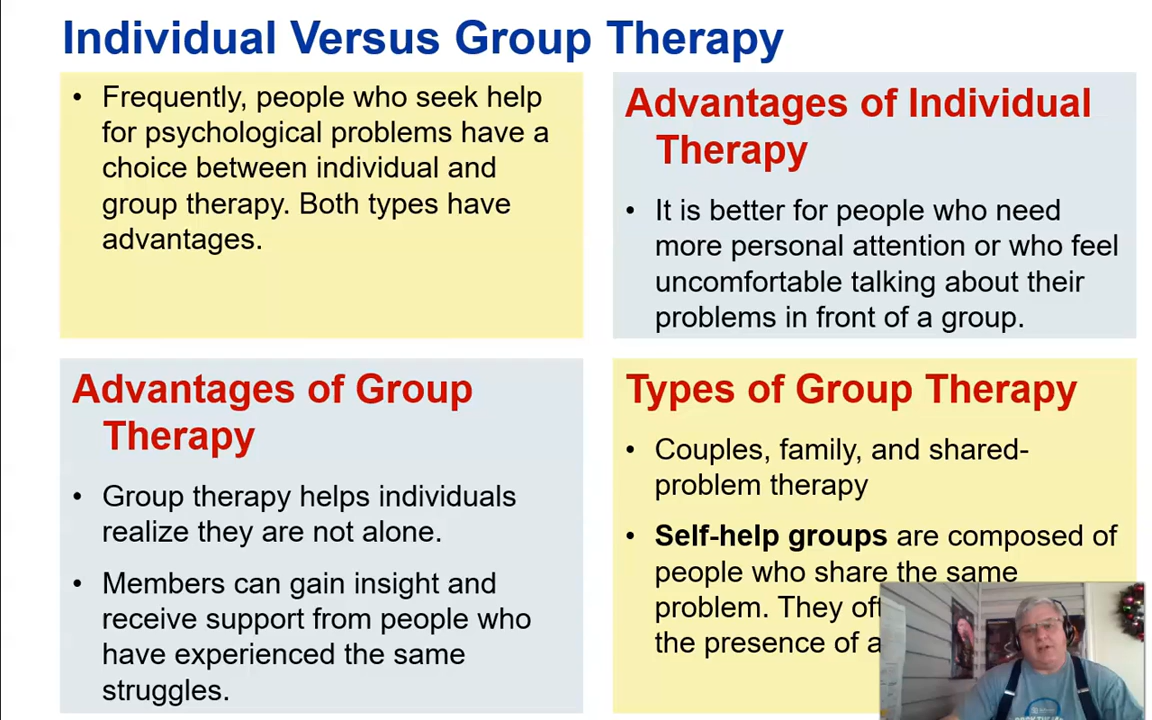 Individual Versus Group Therapy
• Frequently, people who seek help
for psychological problems have a
choice between individual and
group therapy. Both types have
advantages.
Advantages of Individual
Therapy
• It is better for people who need
more personal attention or who feel
uncomfortable talking about their
problems in front of a group.
Advantages of Group
Therapy
• Group therapy helps individuals
realize they are not alone.
• Members can gain insight and
receive support from people who
have experienced the same
struggles.
Types of Group Therapy
• Couples, family, and shared-
problem therapy
• Self-help groups are composed of
people who share the same
problem. They
the presence of